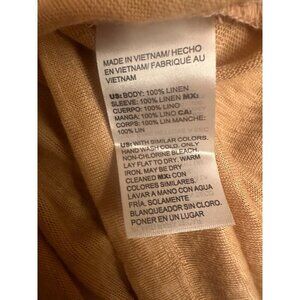 MADE IN VIETNAM/ HECHO
EN VIETNAM/ FABRIQUÉ AU
VIETNAM
US: BODY: 100% LINEN
SLEEVE: 100% LINEN MX:
CUERPO: 100% LINO
MANGA: 100% LINO CA:
CORPS: 100% LIN MANCHE:
100% LIN
US: WITH SIMILAR COLORS.
HAND WASH COLD. ONLY
NON-CHLORINE BLEACH.
LAY FLAT TO DRY. WARM
IRON. MAY BE DRY
CLEANED MX: CON
COLORES SIMILARES.
LAVAR A MANO CON AGUA
FRÍA. SOLAMENTE
BLANQUEADOR SIN CLORO.
PONER EN UN LUGAR